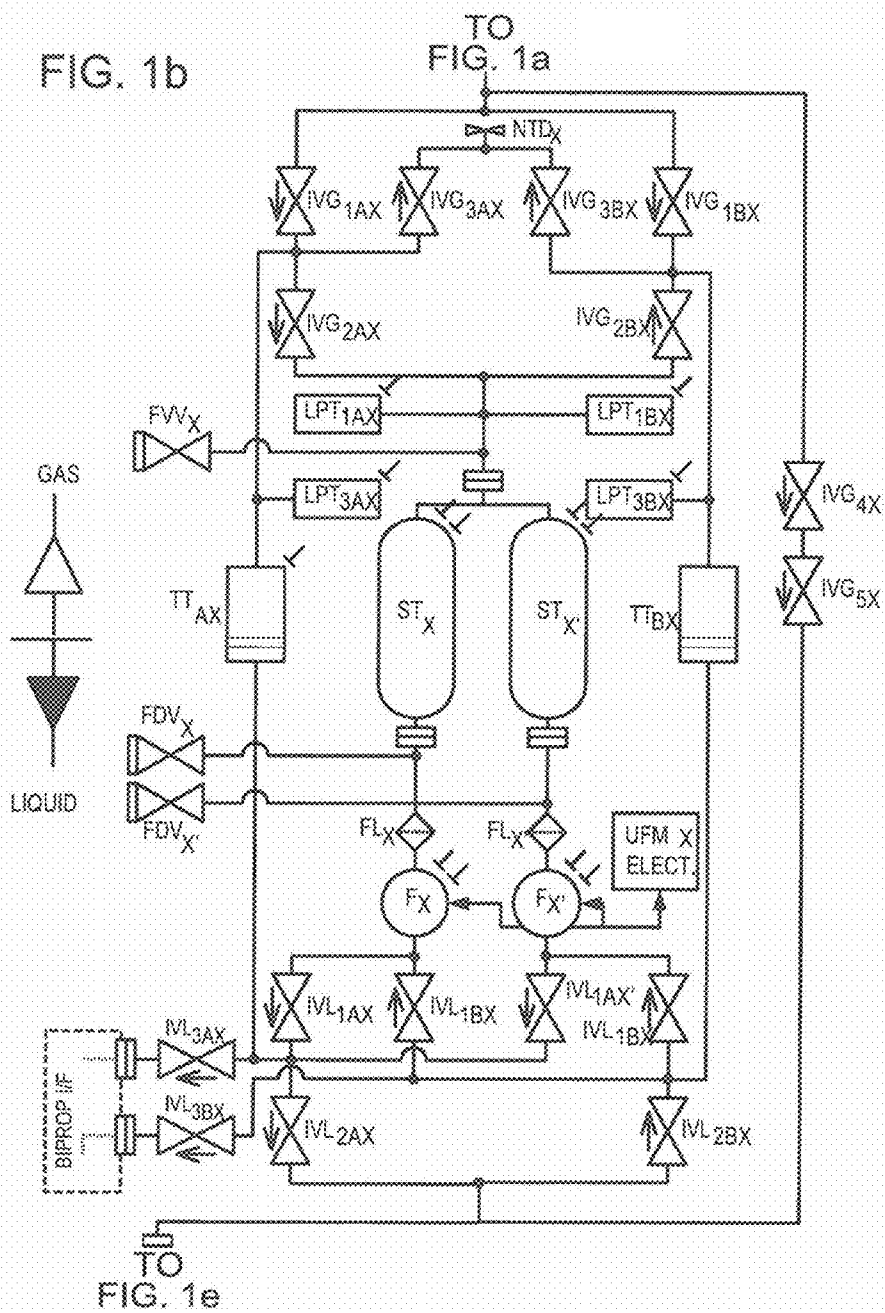 TO
FIG. 1a
FIG. 1b
NTDX
IVG1AX
IVG3AX
IVG3BX
IVG1BX
IVG2AX
IVG2BX
LPT1AX
LPT1BX
FVVX
GAS
LPT3AX
LPT3BX
IVG4X
TTAX
STX
STX'
TTBX
IVG5X
FDVX
LIQUID
FDVX'
FLX
FLX'
UFM X
ELECT.
FX
FX'
IVL1AX
IVL1BX
IVL1AX'
IVL1BX
IVL3AX
BIPROP I/F
IVL3BX
IVL2AX
IVL2BX
TO
FIG. 1e